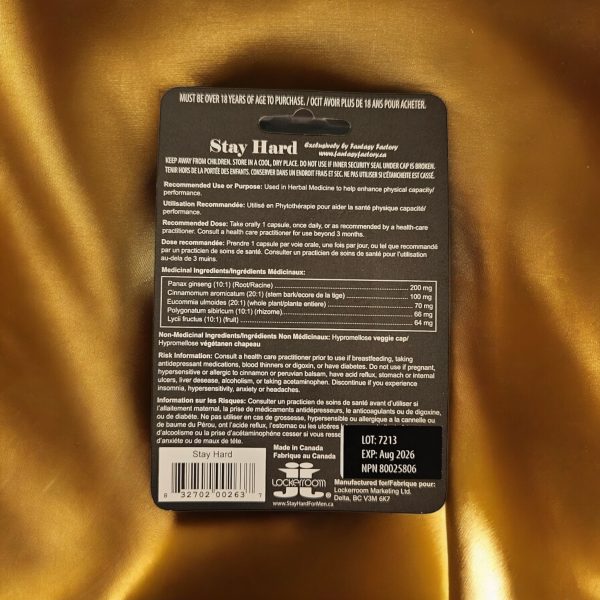 MUST BE OVER 18 YEARS OF AGE TO PURCHASE. / OCIT AVOIR PLUS DE 18 ANS POUR ACHETER.
Stay Hard Exclusively by Fantasy Factory
www.fantasyfactory.ca
KEEP AWAY FROM CHILDREN. STORE IN A COOL, DRY PLACE. DO NOT USE IF INNER SECURITY SEAL UNDER CAP IS BROKEN.
TENIR HORS DE LA PORTÉE DES ENFANTS. CONSERVER DANS UN ENDROIT FRAIS ET SEC. NE PAS UTILISER SI L'ÉTANCHEITE EST CASSÉ.
Recommended Use or Purpose: Used in Herbal Medicine to help enhance physical capacity/
performance.
Utilisation Recommandée: Utilisé en Phytothérapie pour aider la santé physique capacité/
performance.
Recommended Dose: Take orally 1 capsule, once daily, or as recommended by a health-care
practitioner. Consult a health care practitioner for use beyond 3 months.
Dose recommandée: Prendre 1 capsule par voie orale, une fois par jour, ou tel que recommandé
par un practicien de soins de santé. Consulter un practicien de soins de santé pour l'utilisation
au-dela de 3 muins.
Medicinal Ingredients/Ingrédients Médicinaux:
Panax ginseng (10:1) (Root/Racine) 200 mg
Cinnamomum aromicatum (20:1) (stem bark/ecore de la tige) 100 mg
Eucommia ulmoides (20:1) (whole plant/plante entiere) 70 mg
Polygonatum sibiricum (10:1) (rhizome) 66 mg
Lycii fructus (10:1) (fruit) 64 mg
Non-Medicinal Ingredients/Ingrédients Non Médicinaux: Hypromellose veggie cap/
Hypromellose végétanen chapeau
Risk Information: Consult a health care practitioner prior to use if breastfeeding, taking
antidepressant medications, blood thinners or digoxin, or have diabetes. Do not use if pregnant,
hypersensitive or allergic to cinnamon or peruvian balsam, have acid reflux, stomach or internal
ulcers, liver desease, alcoholism, or taking acetaminophen. Discontinue if you experience
insomnia, hypersensitivity, anxiety or headaches.
Information sur les Risques: Consulter un practicien de soins de santé avant d'utiliser si
l'allaitement maternal, la prise de médicaments antidépresseurs, le anticoagulants ou de digoxine,
ou de diabète. Ne pas utiliser en cas de grossesse, hypersensible ou allergique a la cannelle ou
de baume du Pérou, ont l'acide reflux, l'estomac ou les ulcères
d'alcoolisme ou la prise d'acétaminophéne cesser si vous resse
d'anxiété ou de maux de tête.
LOT: 7213
EXP: Aug 2026
NPN 80025806
Stay Hard
6 32702 00263 7
Made in Canada
Fabrique au Canada
LOCKERROOM®
www.StayHardForMen.ca
Manufactured for/Fabrique pour:
Lockerroom Marketing Ltd.
Delta, BC V3M 6K7